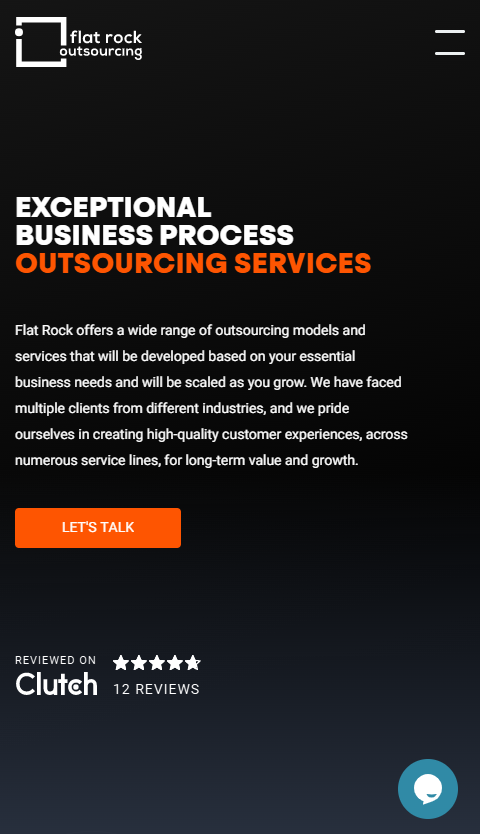 flat rock
outsourcing
EXCEPTIONAL
BUSINESS PROCESS
OUTSOURCING SERVICES
Flat Rock offers a wide range of outsourcing models and
services that will be developed based on your essential
business needs and will be scaled as you grow. We have faced
multiple clients from different industries, and we pride
ourselves in creating high-quality customer experiences, across
numerous service lines, for long-term value and growth.
LET'S TALK
REVIEWED ON
Clutch
12 REVIEWS